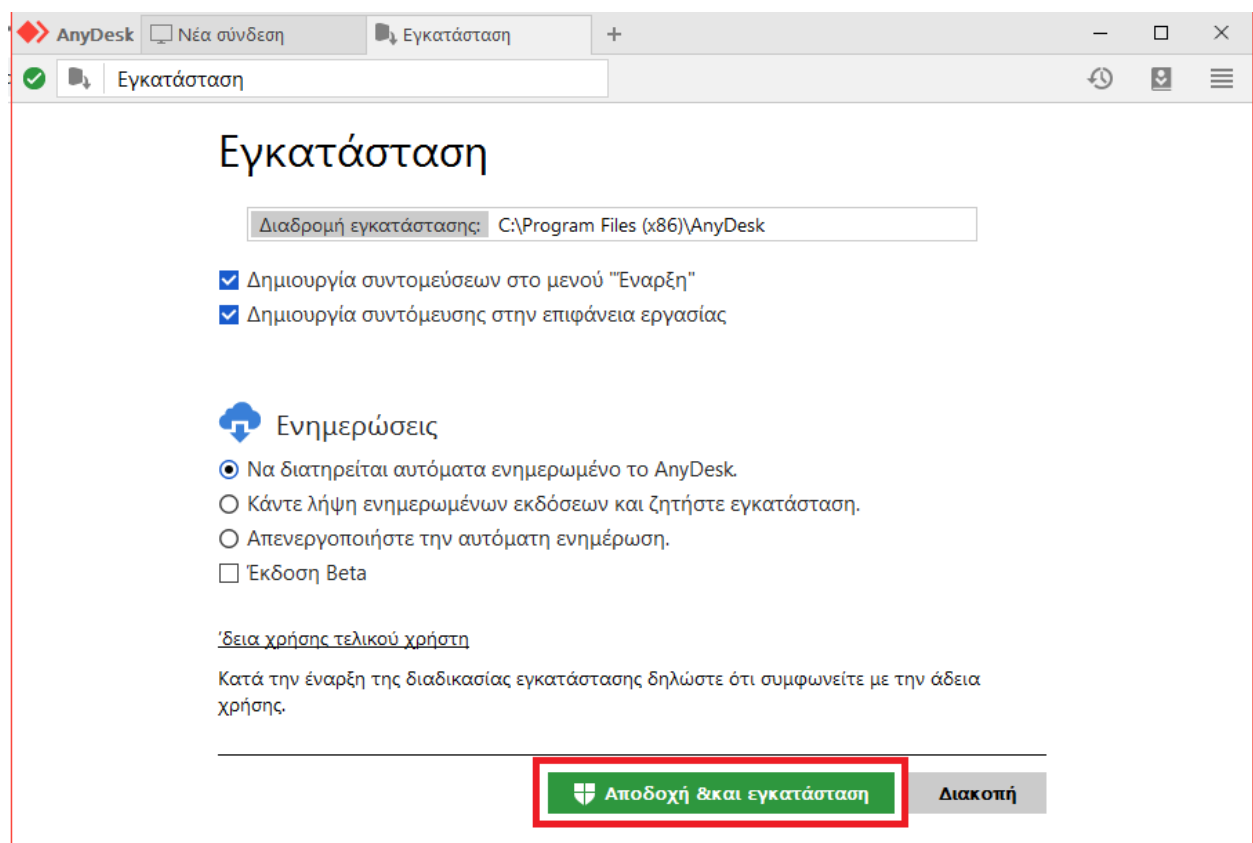 AnyDesk Νέα σύνδεση Εγκατάσταση +
Εγκατάσταση
Εγκατάσταση
Διαδρομή εγκατάστασης: C:\Program Files (x86)\AnyDesk
Δημιουργία συντομεύσεων στο μενού "Έναρξη"
Δημιουργία συντόμευσης στην επιφάνεια εργασίας
Ενημερώσεις
Να διατηρείται αυτόματα ενημερωμένο το AnyDesk.
Κάντε λήψη ενημερωμένων εκδόσεων και ζητήστε εγκατάσταση.
Απενεργοποιήστε την αυτόματη ενημέρωση.
Έκδοση Beta
΄δεια χρήσης τελικού χρήστη
Κατά την έναρξη της διαδικασίας εγκατάστασης δηλώστε ότι συμφωνείτε με την άδεια
χρήσης.
Αποδοχή &και εγκατάσταση Διακοπή